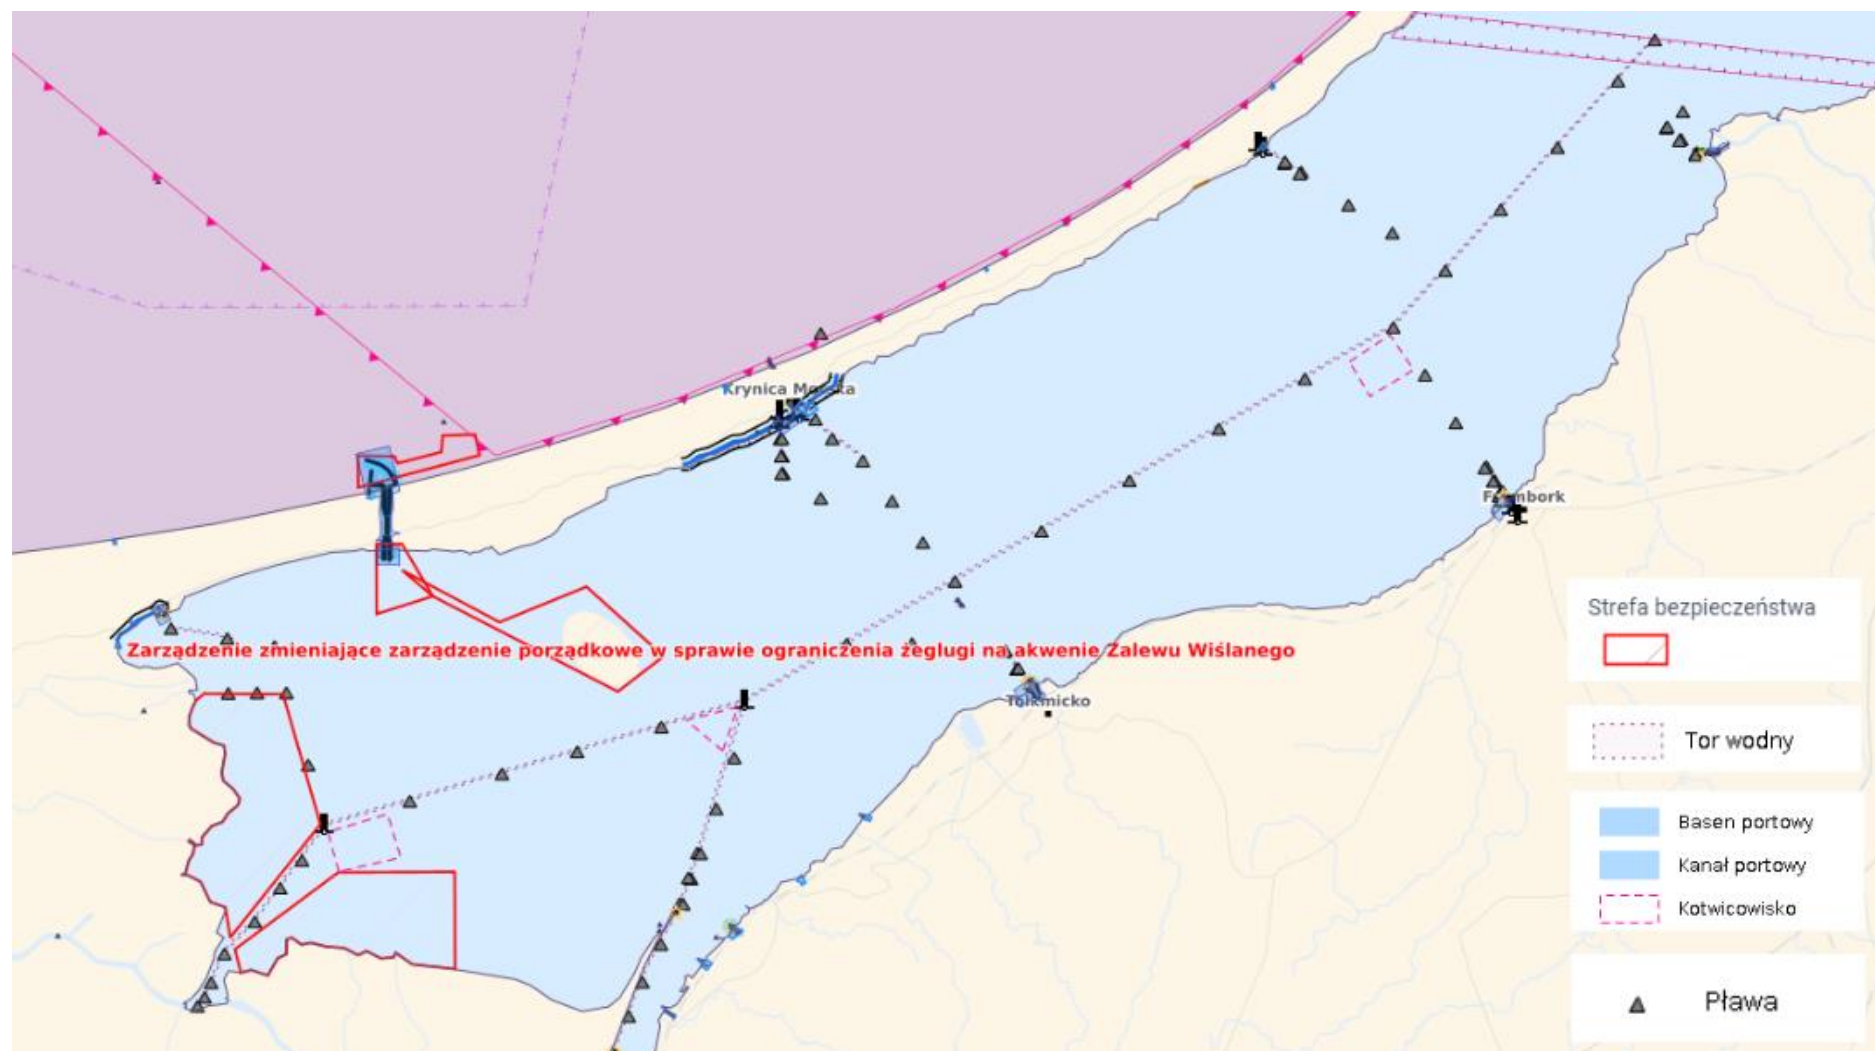 Krynica Morska
Frombork
Zarządzenie zmieniające zarządzenie porządkowe w sprawie ograniczenia żeglugi na akwenie Zalewu Wiślanego
Tolkmicko
Strefa bezpieczeństwa
Tor wodny
Basen portowy
Kanał portowy
Kotwicowisko
Pława